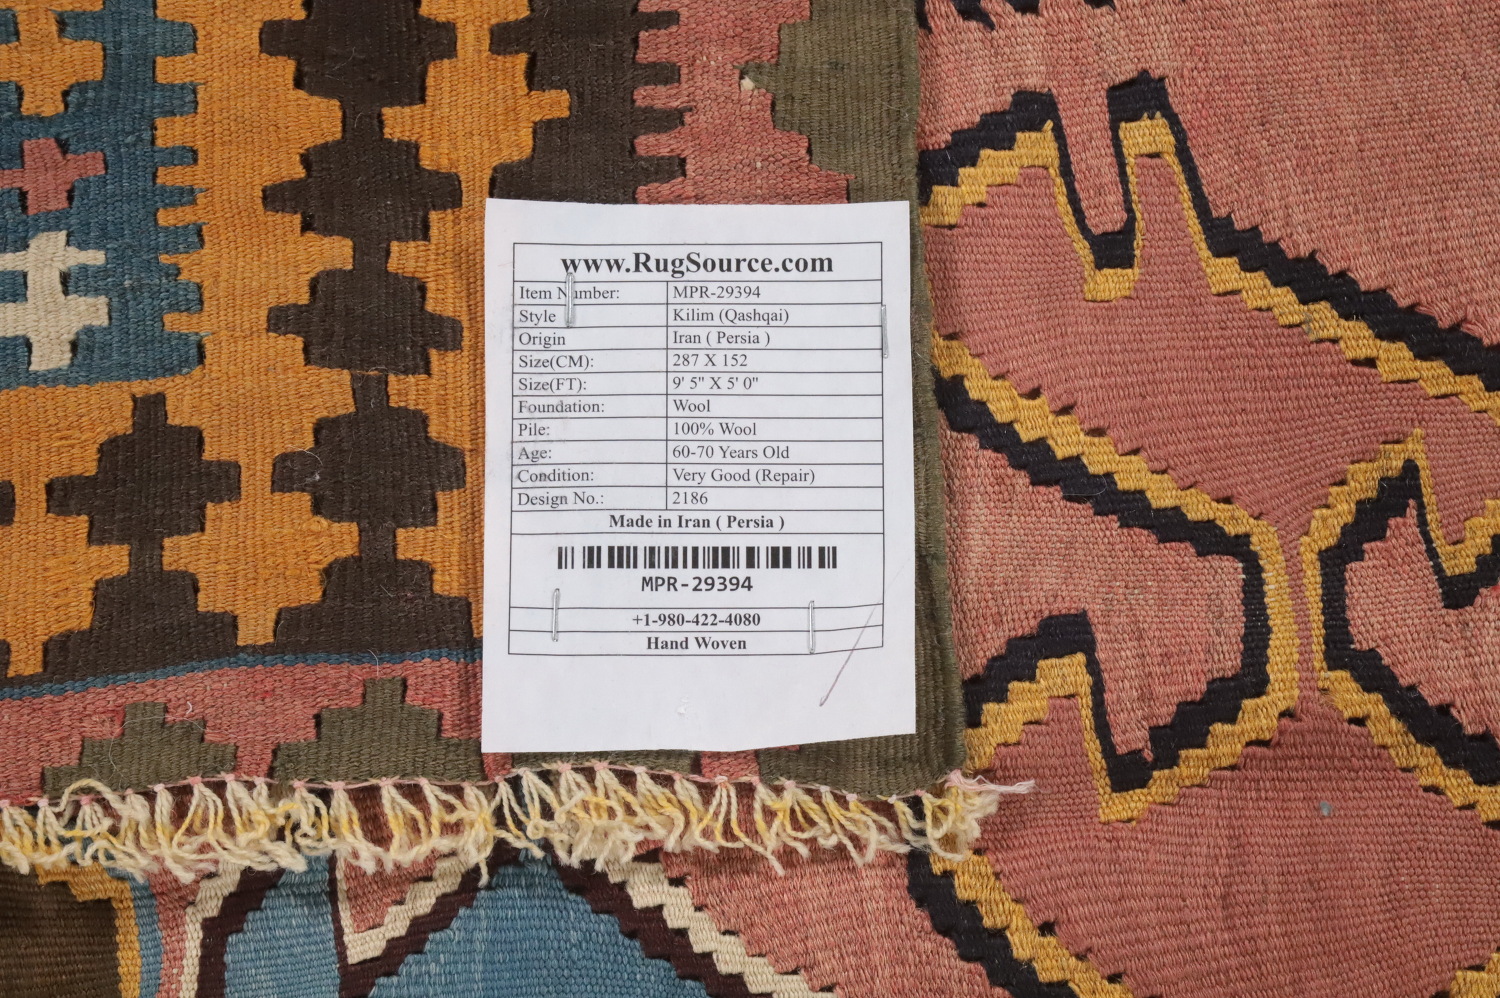 www.RugSource.com
Item Number: MPR-29394
Style Kilim (Qashqai)
Origin Iran ( Persia )
Size(CM): 287 X 152
Size(FT): 9' 5" X 5' 0"
Foundation: Wool
Pile: 100% Wool
Age: 60-70 Years Old
Condition: Very Good (Repair)
Design No.: 2186
Made in Iran ( Persia )
MPR-29394
+1-980-422-4080
Hand Woven